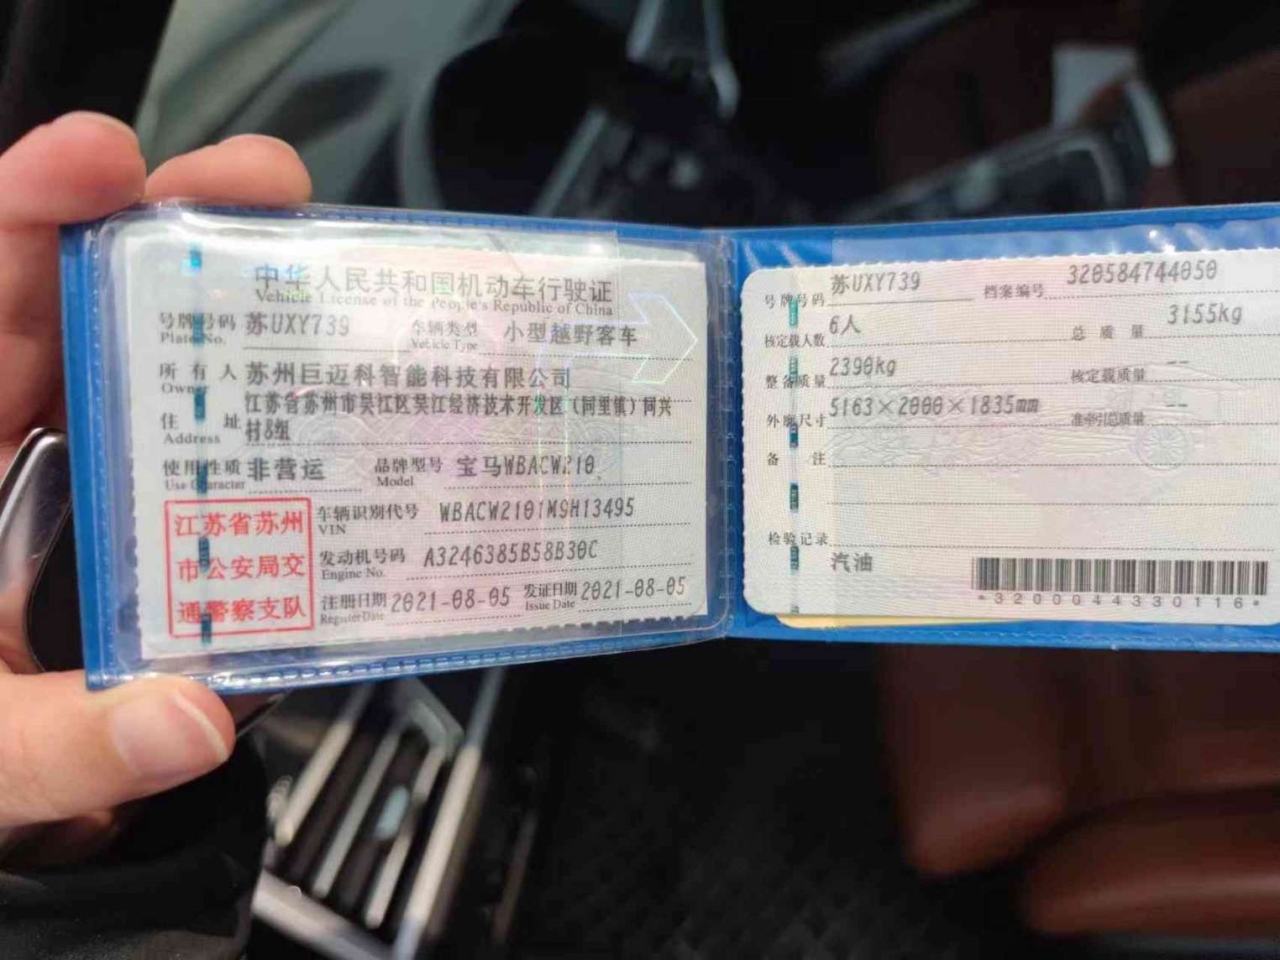 中华人民共和国机动车行驶证
Vehicle License of the People's Republic of China
号牌号码 苏UXY739 车辆类型 小型越野客车
Plate No. Vehicle Type
所有人 苏州巨迈科智能科技有限公司
Owner
住址 江苏省苏州市吴江区吴江经济技术开发区(同里镇)同兴
Address 村8组
使用性质 非营运 品牌型号 宝马WBACW210
Use Character Model
江苏省苏州
市公安局交
通警察支队
车辆识别代号 WBACW2101M9H13495
VIN
发动机号码 A3246385B58B30C
Engine No.
注册日期 2021-08-05 发证日期 2021-08-05
Register Date Issue Date
号牌号码 苏UXY739 档案编号 320584744050
核定载人数 6人 总质量 3155kg
整备质量 2390kg 核定载质量 --
外廓尺寸 5163×2000×1835mm 准牵引总质量 --
备注
检验记录
汽油
*3200044330116*